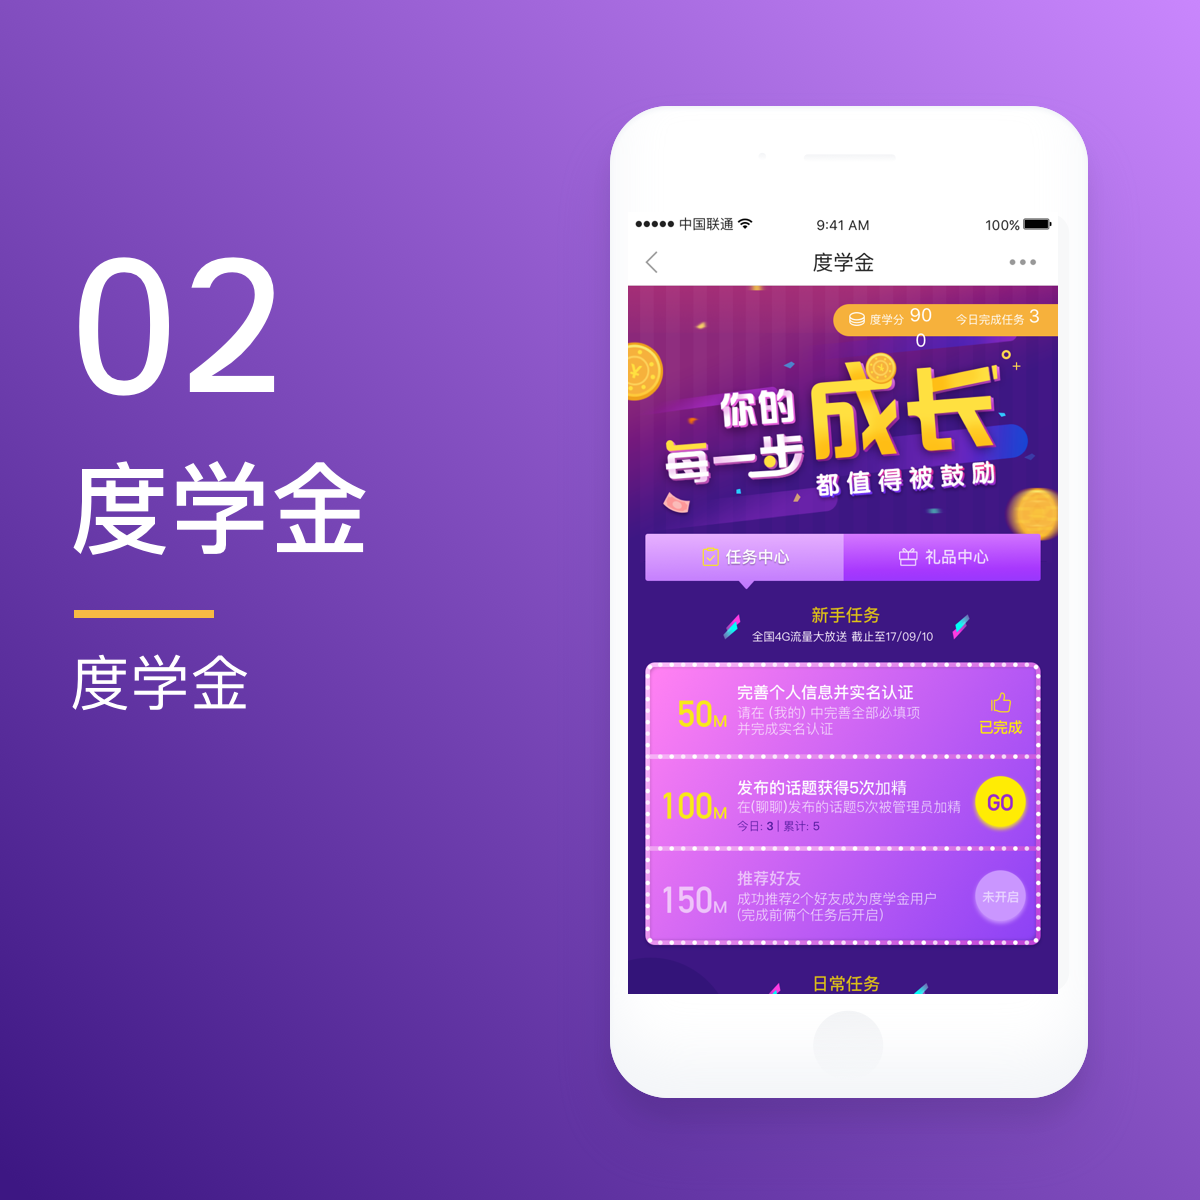 02
度学金
度学金
中国联通 9:41 AM 100%
度学金
度学分 90
0
今日完成任务 3
你的
每一步
成长
都值得被鼓励
任务中心 礼品中心
新手任务
全国4G流量大放送 截止至17/09/10
50M
完善个人信息并实名认证
请在 (我的) 中完善全部必填项
并完成实名认证
已完成
100M
发布的话题获得5次加精
在(聊聊)发布的话题5次被管理员加精
今日: 3 | 累计: 5
GO
150M
推荐好友
成功推荐2个好友成为度学金用户
(完成前俩个任务后开启)
未开启
日常任务